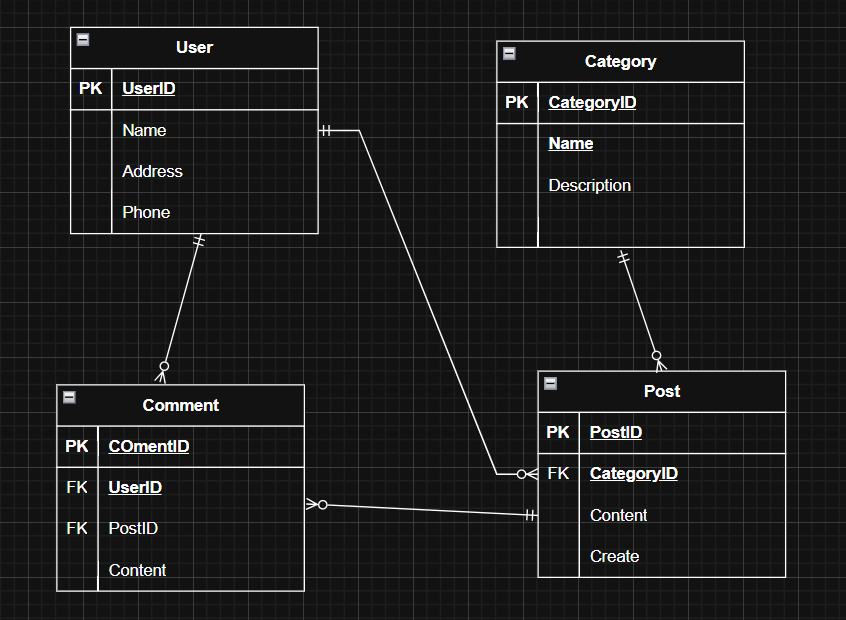 User
PK UserID
Name
Address
Phone
Category
PK CategoryID
Name
Description
Comment
PK COmentID
FK UserID
FK PostID
Content
Post
PK PostID
FK CategoryID
Content
Create